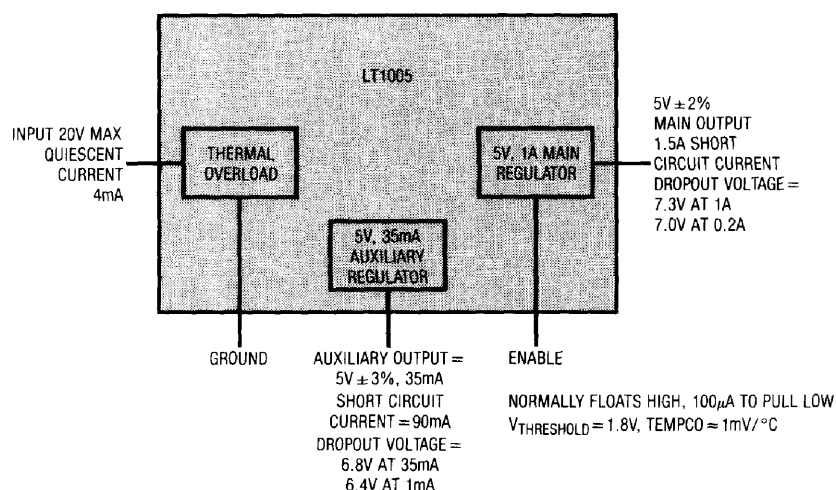 LT1005
INPUT 20V MAX
QUIESCENT
CURRENT
4mA
THERMAL
OVERLOAD
5V, 1A MAIN
REGULATOR
5V ± 2%
MAIN OUTPUT
1.5A SHORT
CIRCUIT CURRENT
DROPOUT VOLTAGE =
7.3V AT 1A
7.0V AT 0.2A
5V, 35mA
AUXILIARY
REGULATOR
GROUND
AUXILIARY OUTPUT =
5V ± 3%, 35mA
SHORT CIRCUIT
CURRENT = 90mA
DROPOUT VOLTAGE =
6.8V AT 35mA
6.4V AT 1mA
ENABLE
NORMALLY FLOATS HIGH, 100μA TO PULL LOW
VTHRESHOLD = 1.8V, TEMPCO ≈ 1mV/°C